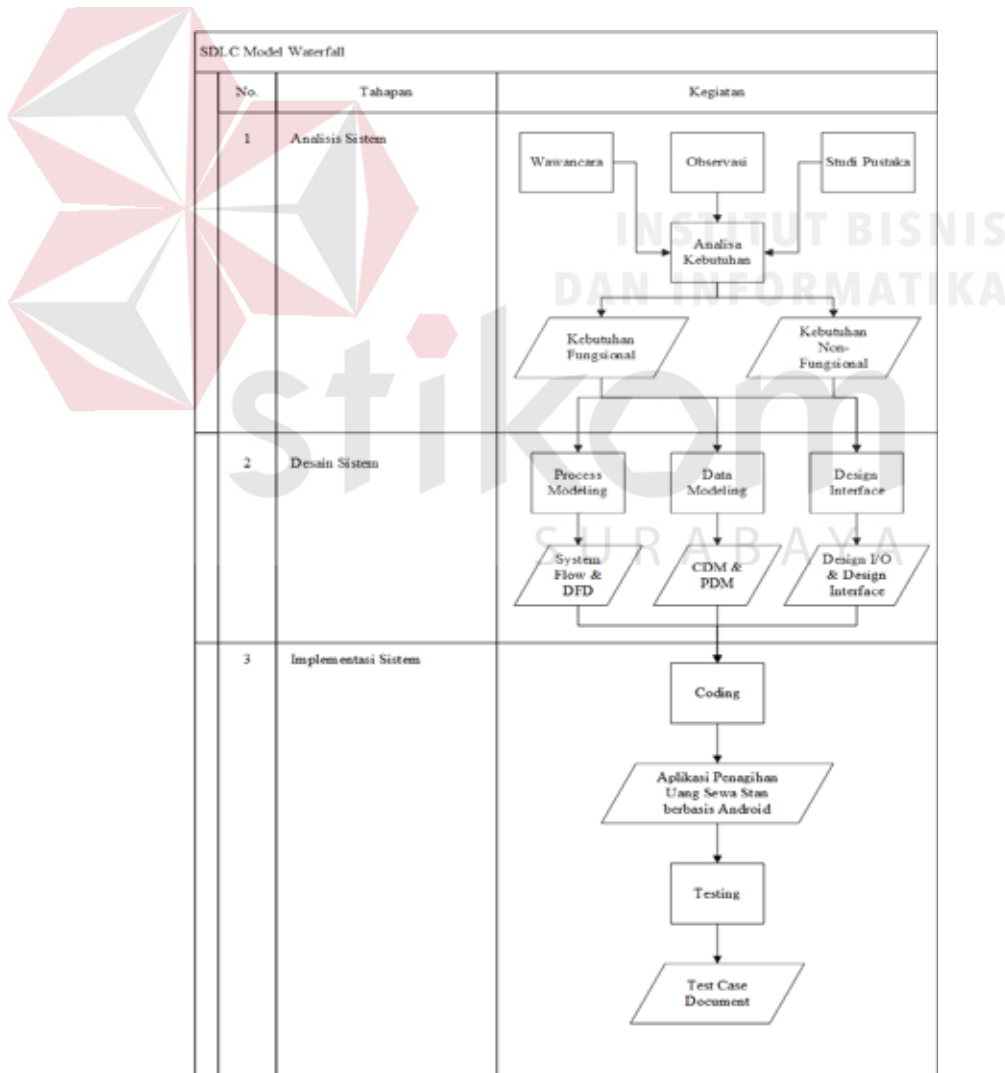 SDLC Model Waterfall
No.
Tahapan
Kegiatan
1
Analisis Sistem
Wawancara
Observasi
Studi Pustaka
INSTITUT BISNIS
DAN INFORMATIKA
Analisa
Kebutuhan
Kebutuhan
Fungsional
Kebutuhan
Non-
Fungsional
stikom
SURABAYA
2
Desain Sistem
Process
Modeling
Data
Modeling
Design
Interface
System
Flow &
DFD
CDM &
PDM
Design I/O
& Design
Interface
3
Implementasi Sistem
Coding
Aplikasi Penagihan
Uang Sewa Stan
berbasis Android
Testing
Test Case
Document